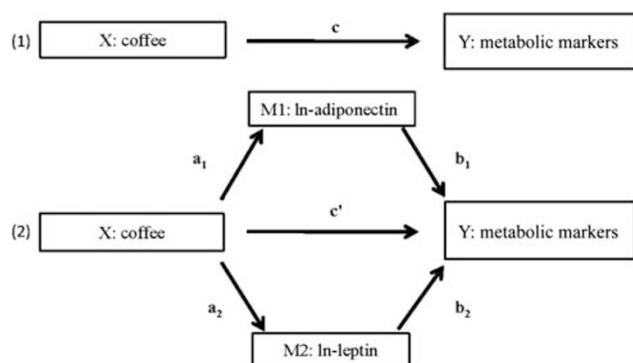 (1) X: coffee c Y: metabolic markers
M1: ln-adiponectin
a1 b1
(2) X: coffee c' Y: metabolic markers
a2 b2
M2: ln-leptin